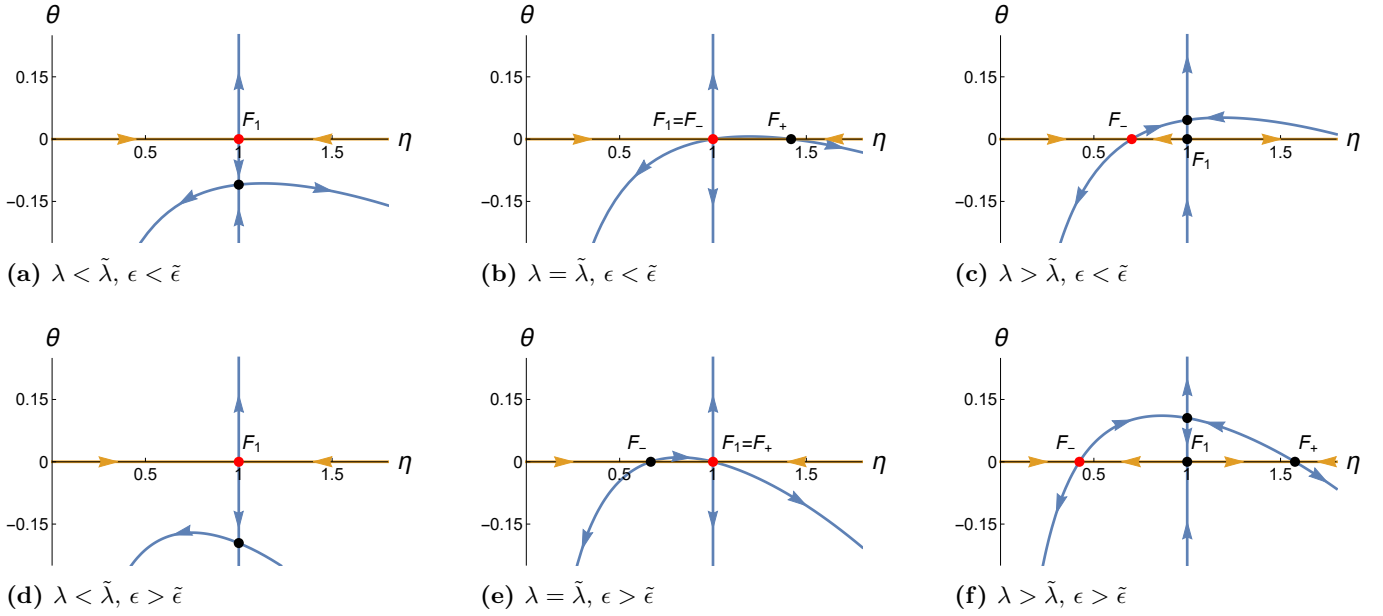 θ
0.15
0
-0.15
0.5
1
1.5
η
F₁
(a) λ < λ̃, ϵ < ϵ̃
θ
0.15
0
-0.15
0.5
1
1.5
η
F₁=F₋
F₊
(b) λ = λ̃, ϵ < ϵ̃
θ
0.15
0
-0.15
0.5
1
1.5
η
F₋
F₁
(c) λ > λ̃, ϵ < ϵ̃
θ
0.15
0
-0.15
0.5
1
1.5
η
F₁
(d) λ < λ̃, ϵ > ϵ̃
θ
0.15
0
-0.15
0.5
1
1.5
η
F₋
F₁=F₊
(e) λ = λ̃, ϵ > ϵ̃
θ
0.15
0
-0.15
0.5
1
1.5
η
F₋
F₁
F₊
(f) λ > λ̃, ϵ > ϵ̃